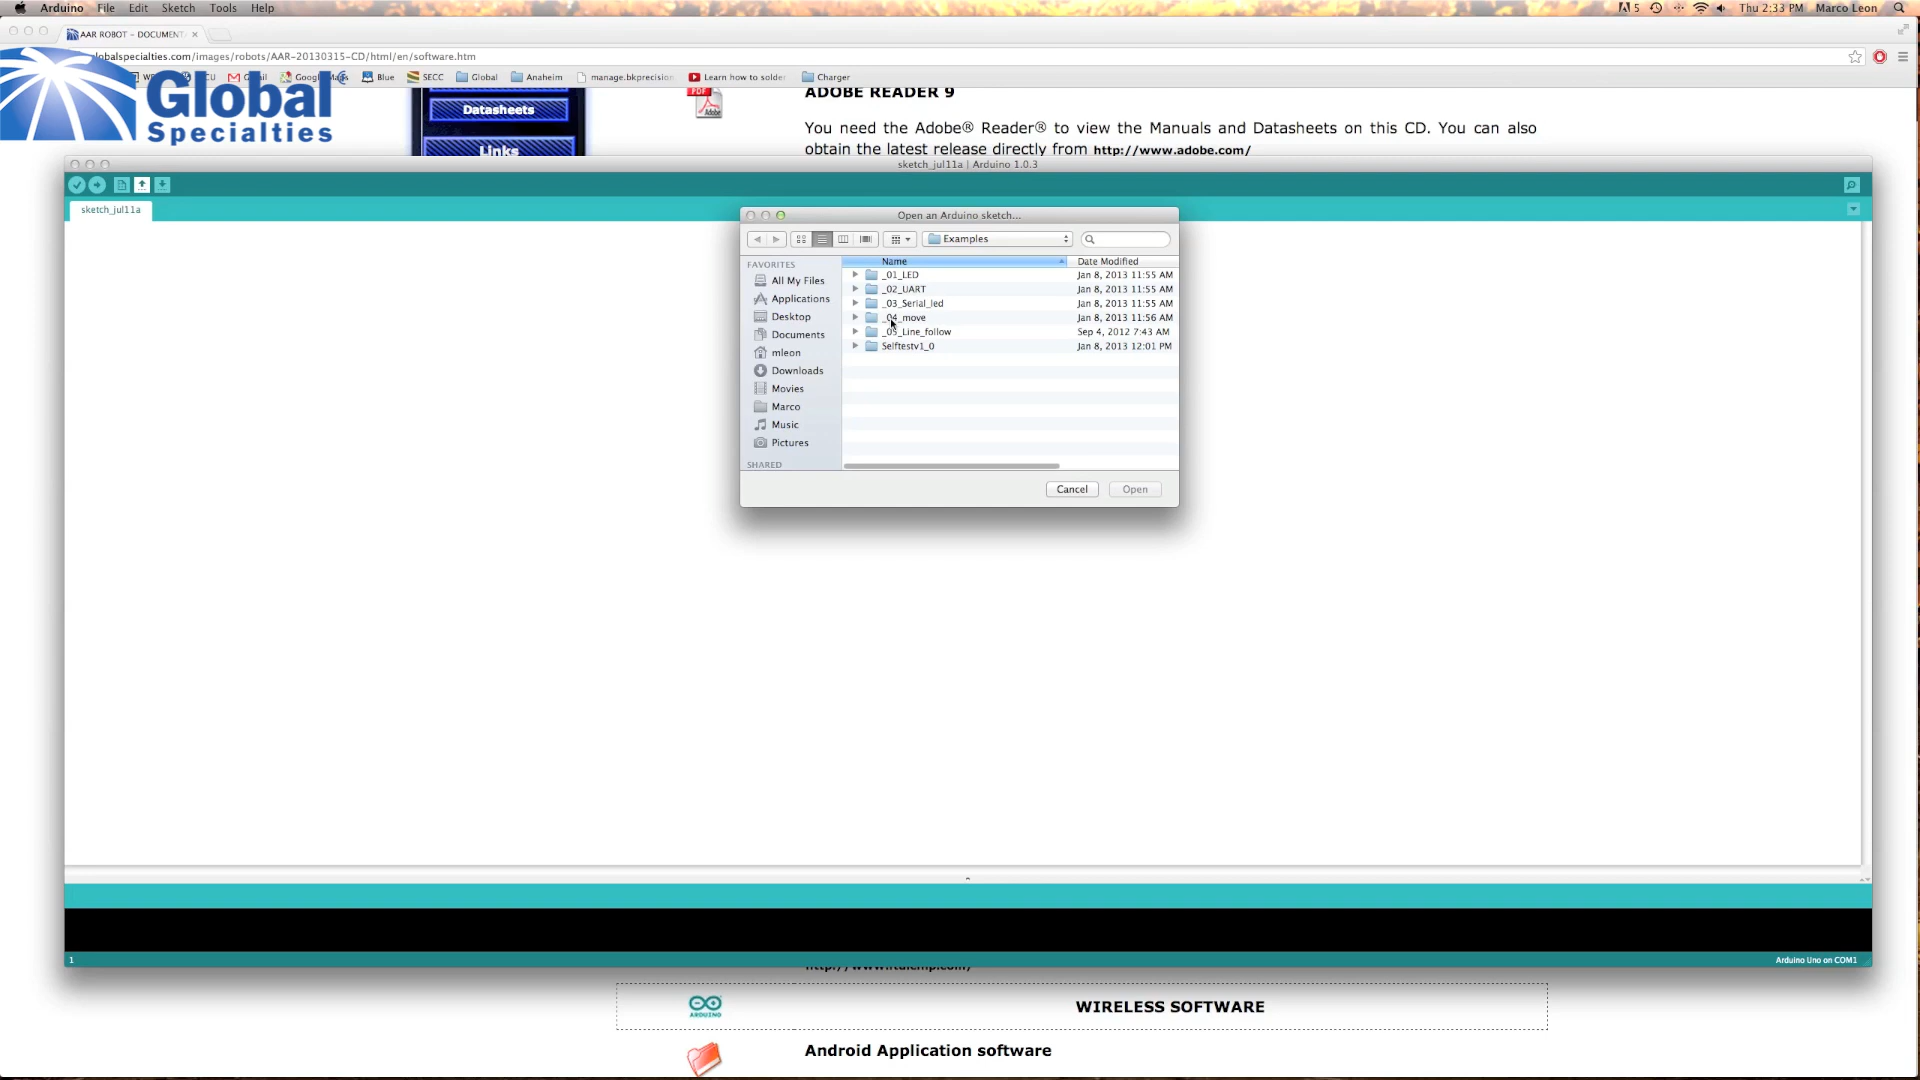 Arduino File Edit Sketch Tools Help
5 Thu 2:33 PM Marco Leon
AAR ROBOT – DOCUMENT
lobalspecialties.com/images/robots/AAR-20130315-CD/html/en/software.htm
Blue SECC Global Anaheim manage.bkprecision Learn how to solder Charger
Global
Specialties
Datasheets
Links
ADOBE READER 9
You need the Adobe® Reader® to view the Manuals and Datasheets on this CD. You can also
obtain the latest release directly from http://www.adobe.com/
sketch_jul11a | Arduino 1.0.3
sketch_jul11a
Open an Arduino sketch...
Examples
FAVORITES
All My Files
Applications
Desktop
Documents
mleon
Downloads
Movies
Marco
Music
Pictures
SHARED
Name Date Modified
_01_LED Jan 8, 2013 11:55 AM
_02_UART Jan 8, 2013 11:55 AM
_03_Serial_led Jan 8, 2013 11:55 AM
_04_move Jan 8, 2013 11:56 AM
_05_Line_follow Sep 4, 2012 7:43 AM
Selftestv1_0 Jan 8, 2013 12:01 PM
Cancel Open
1 Arduino Uno on COM1
ARDUINO
WIRELESS SOFTWARE
Android Application software